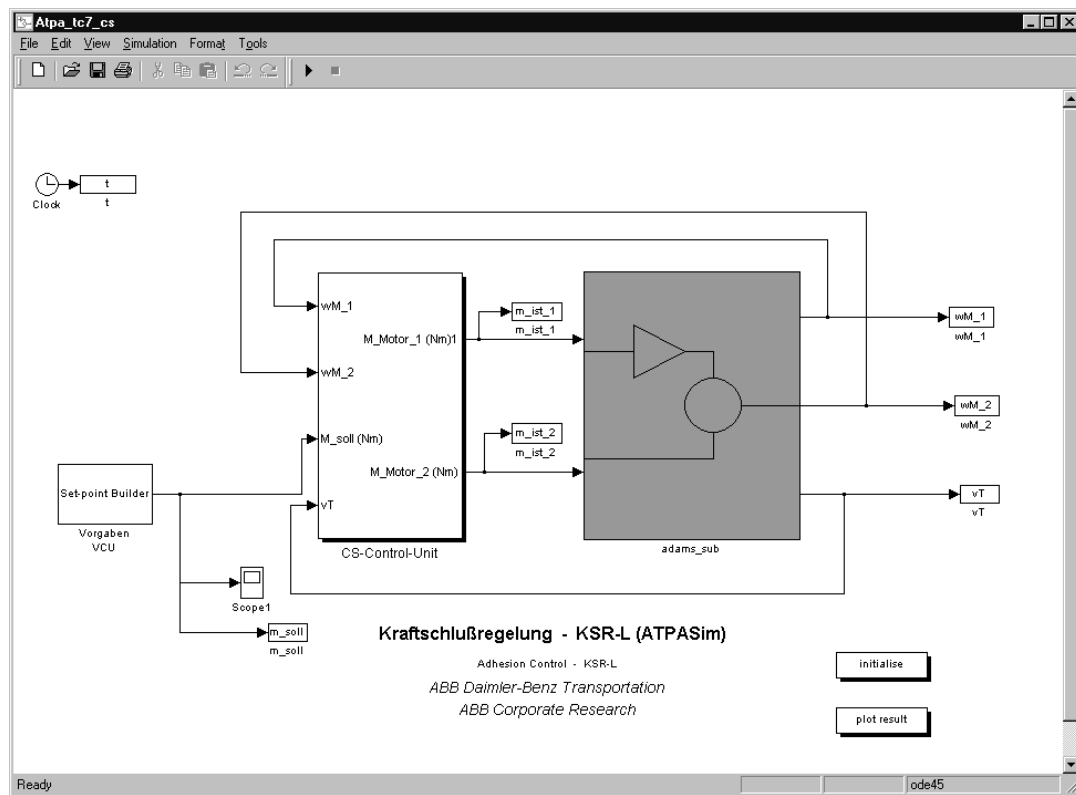 Atpa_tc7_cs
File Edit View Simulation Format Tools
t
Clock
t
wM_1
m_ist_1
m_ist_1
M_Motor_1 (Nm)1
wM_1
wM_1
wM_2
wM_2
wM_2
M_soll (Nm)
m_ist_2
m_ist_2
M_Motor_2 (Nm)
Set-point Builder
Vorgaben
VCU
vT
vT
vT
CS-Control-Unit
adams_sub
Scope1
m_soll
m_soll
Kraftschlußregelung - KSR-L (ATPASim)
Adhesion Control - KSR-L
ABB Daimler-Benz Transportation
ABB Corporate Research
initialise
plot result
Ready
ode45